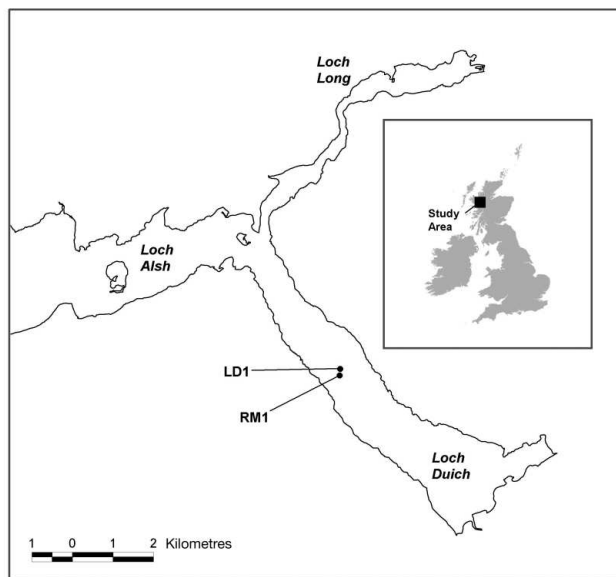 Loch
Long
Study
Area
Loch
Alsh
LD1
RM1
Loch
Duich
1 0 1 2 Kilometres